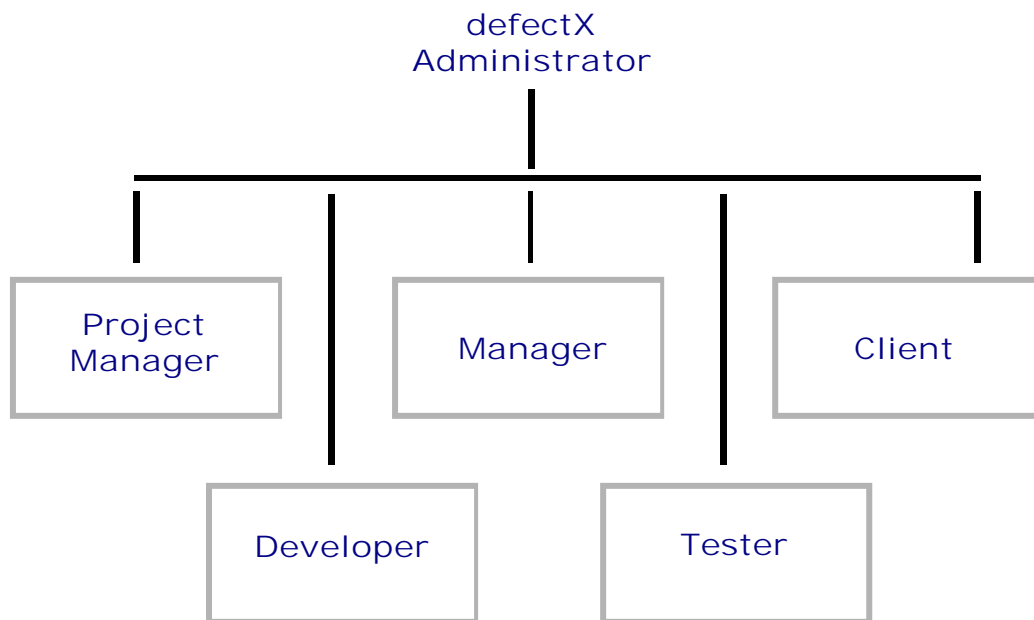 defectX
Administrator
Project
Manager
Manager
Client
Developer
Tester